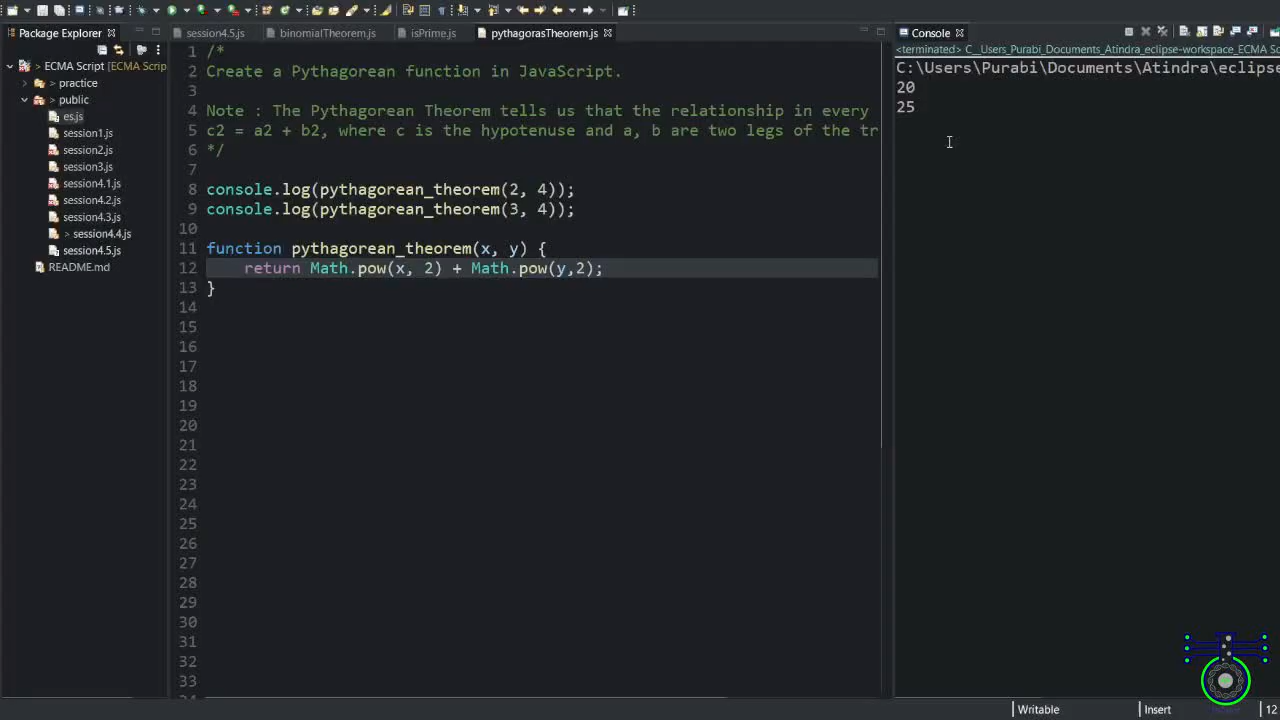 Package Explorer
session4.5.js
binomialTheorem.js
isPrime.js
pythagorasTheorem.js
Console
ECMA Script [ECMA Scrip
> practice
> public
es.js
session1.js
session2.js
session3.js
session4.1.js
session4.2.js
session4.3.js
> session4.4.js
session4.5.js
README.md
1 /*
2 Create a Pythagorean function in JavaScript.
3
4 Note : The Pythagorean Theorem tells us that the relationship in every
5 c2 = a2 + b2, where c is the hypotenuse and a, b are two legs of the tr
6 */
7
8 console.log(pythagorean_theorem(2, 4));
9 console.log(pythagorean_theorem(3, 4));
10
11 function pythagorean_theorem(x, y) {
12 return Math.pow(x, 2) + Math.pow(y,2);
13 }
14
15
16
17
18
19
20
21
22
23
24
25
26
27
28
29
30
31
32
33
<terminated> C__Users_Purabi_Documents_Atindra_eclipse-workspace_ECMA Sc
C:\Users\Purabi\Documents\Atindra\eclipse
20
25
Writable
Insert
12